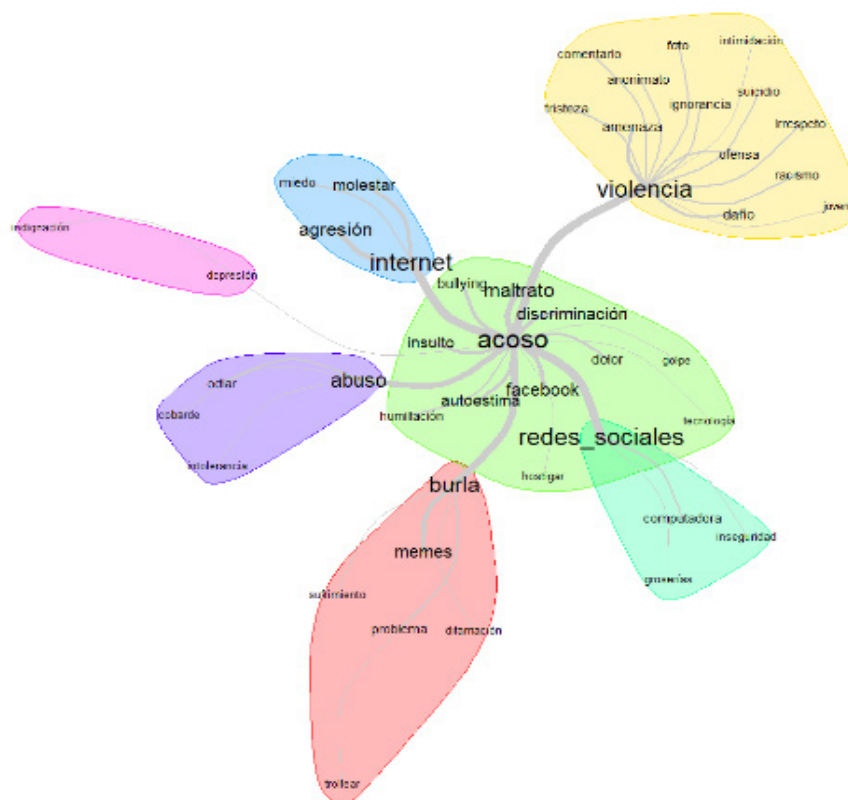 comentario
foto
intimidación
anonimato
suicidio
tristeza
ignorancia
amenaza
irrespeto
ofensa
violencia
racismo
daño
juven
miedo
molestar
agresión
internet
indignación
depresión
bullying
maltrato
discriminación
acoso
insulto
dolor
golpe
abuso
odiar
facebook
autoestima
cobarde
humillación
tecnología
redes_sociales
intolerancia
hostigar
burla
computadora
inseguridad
memes
groserías
sufrimiento
problema
difamación
trollear